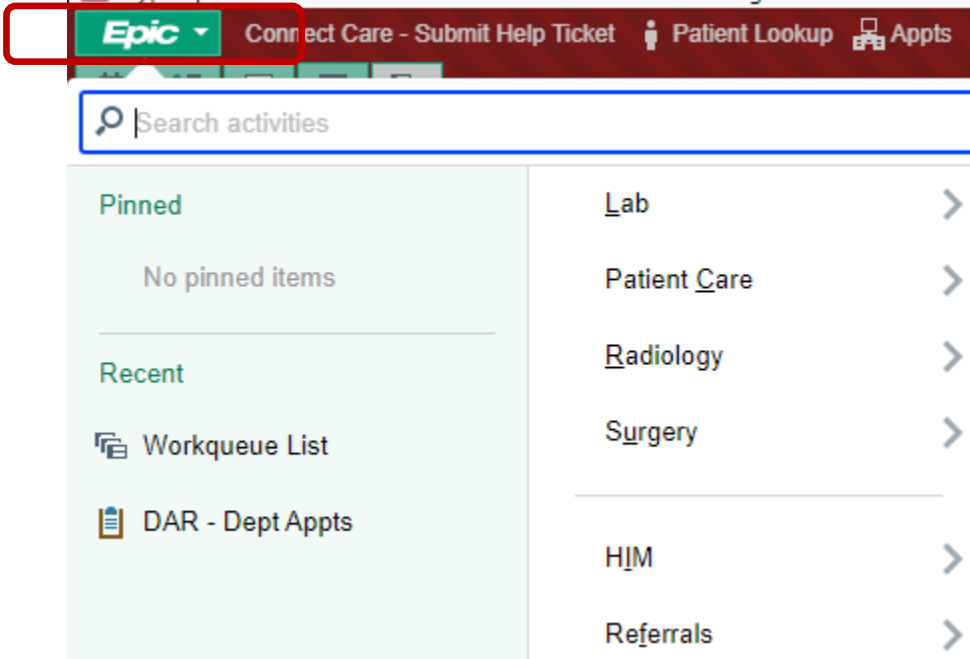 Epic Connect Care - Submit Help Ticket Patient Lookup Appts
Search activities
Pinned
No pinned items
Recent
Workqueue List
DAR - Dept Appts
Lab
Patient Care
Radiology
Surgery
HIM
Referrals